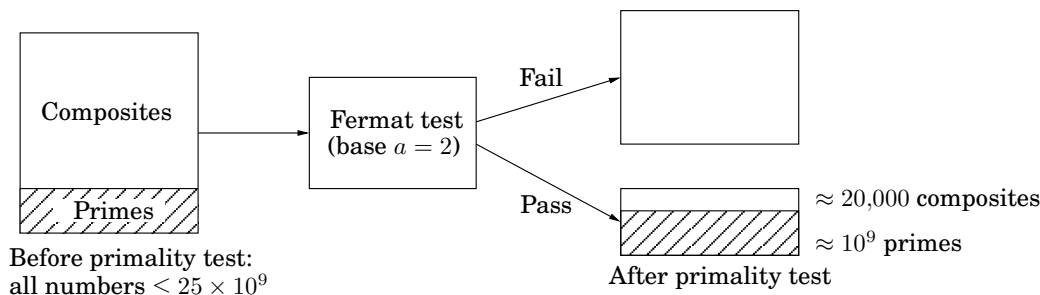 Composites
Primes
Before primality test:
all numbers < 25 × 10⁹
Fermat test
(base a = 2)
Fail
Pass
≈ 20,000 composites
≈ 10⁹ primes
After primality test